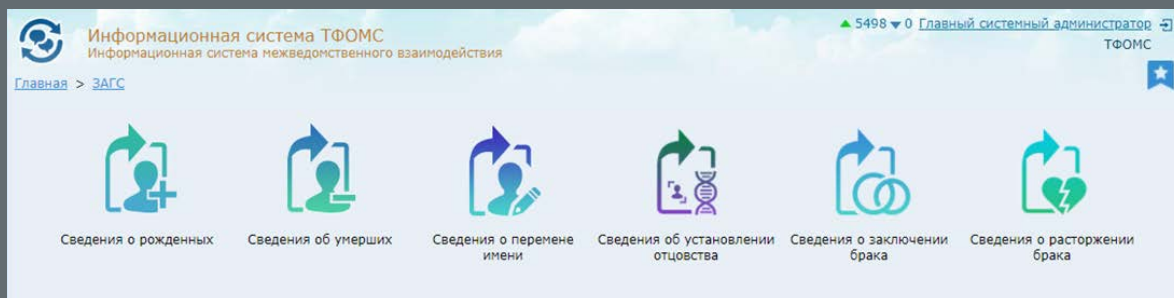 Информационная система ТФОМС
Информационная система межведомственного взаимодействия
▲ 5498 ▼ 0 Главный системный администратор
ТФОМС
Главная > ЗАГС
Сведения о рожденных
Сведения об умерших
Сведения о перемене
имени
Сведения об установлении
отцовства
Сведения о заключении
брака
Сведения о расторжении
брака